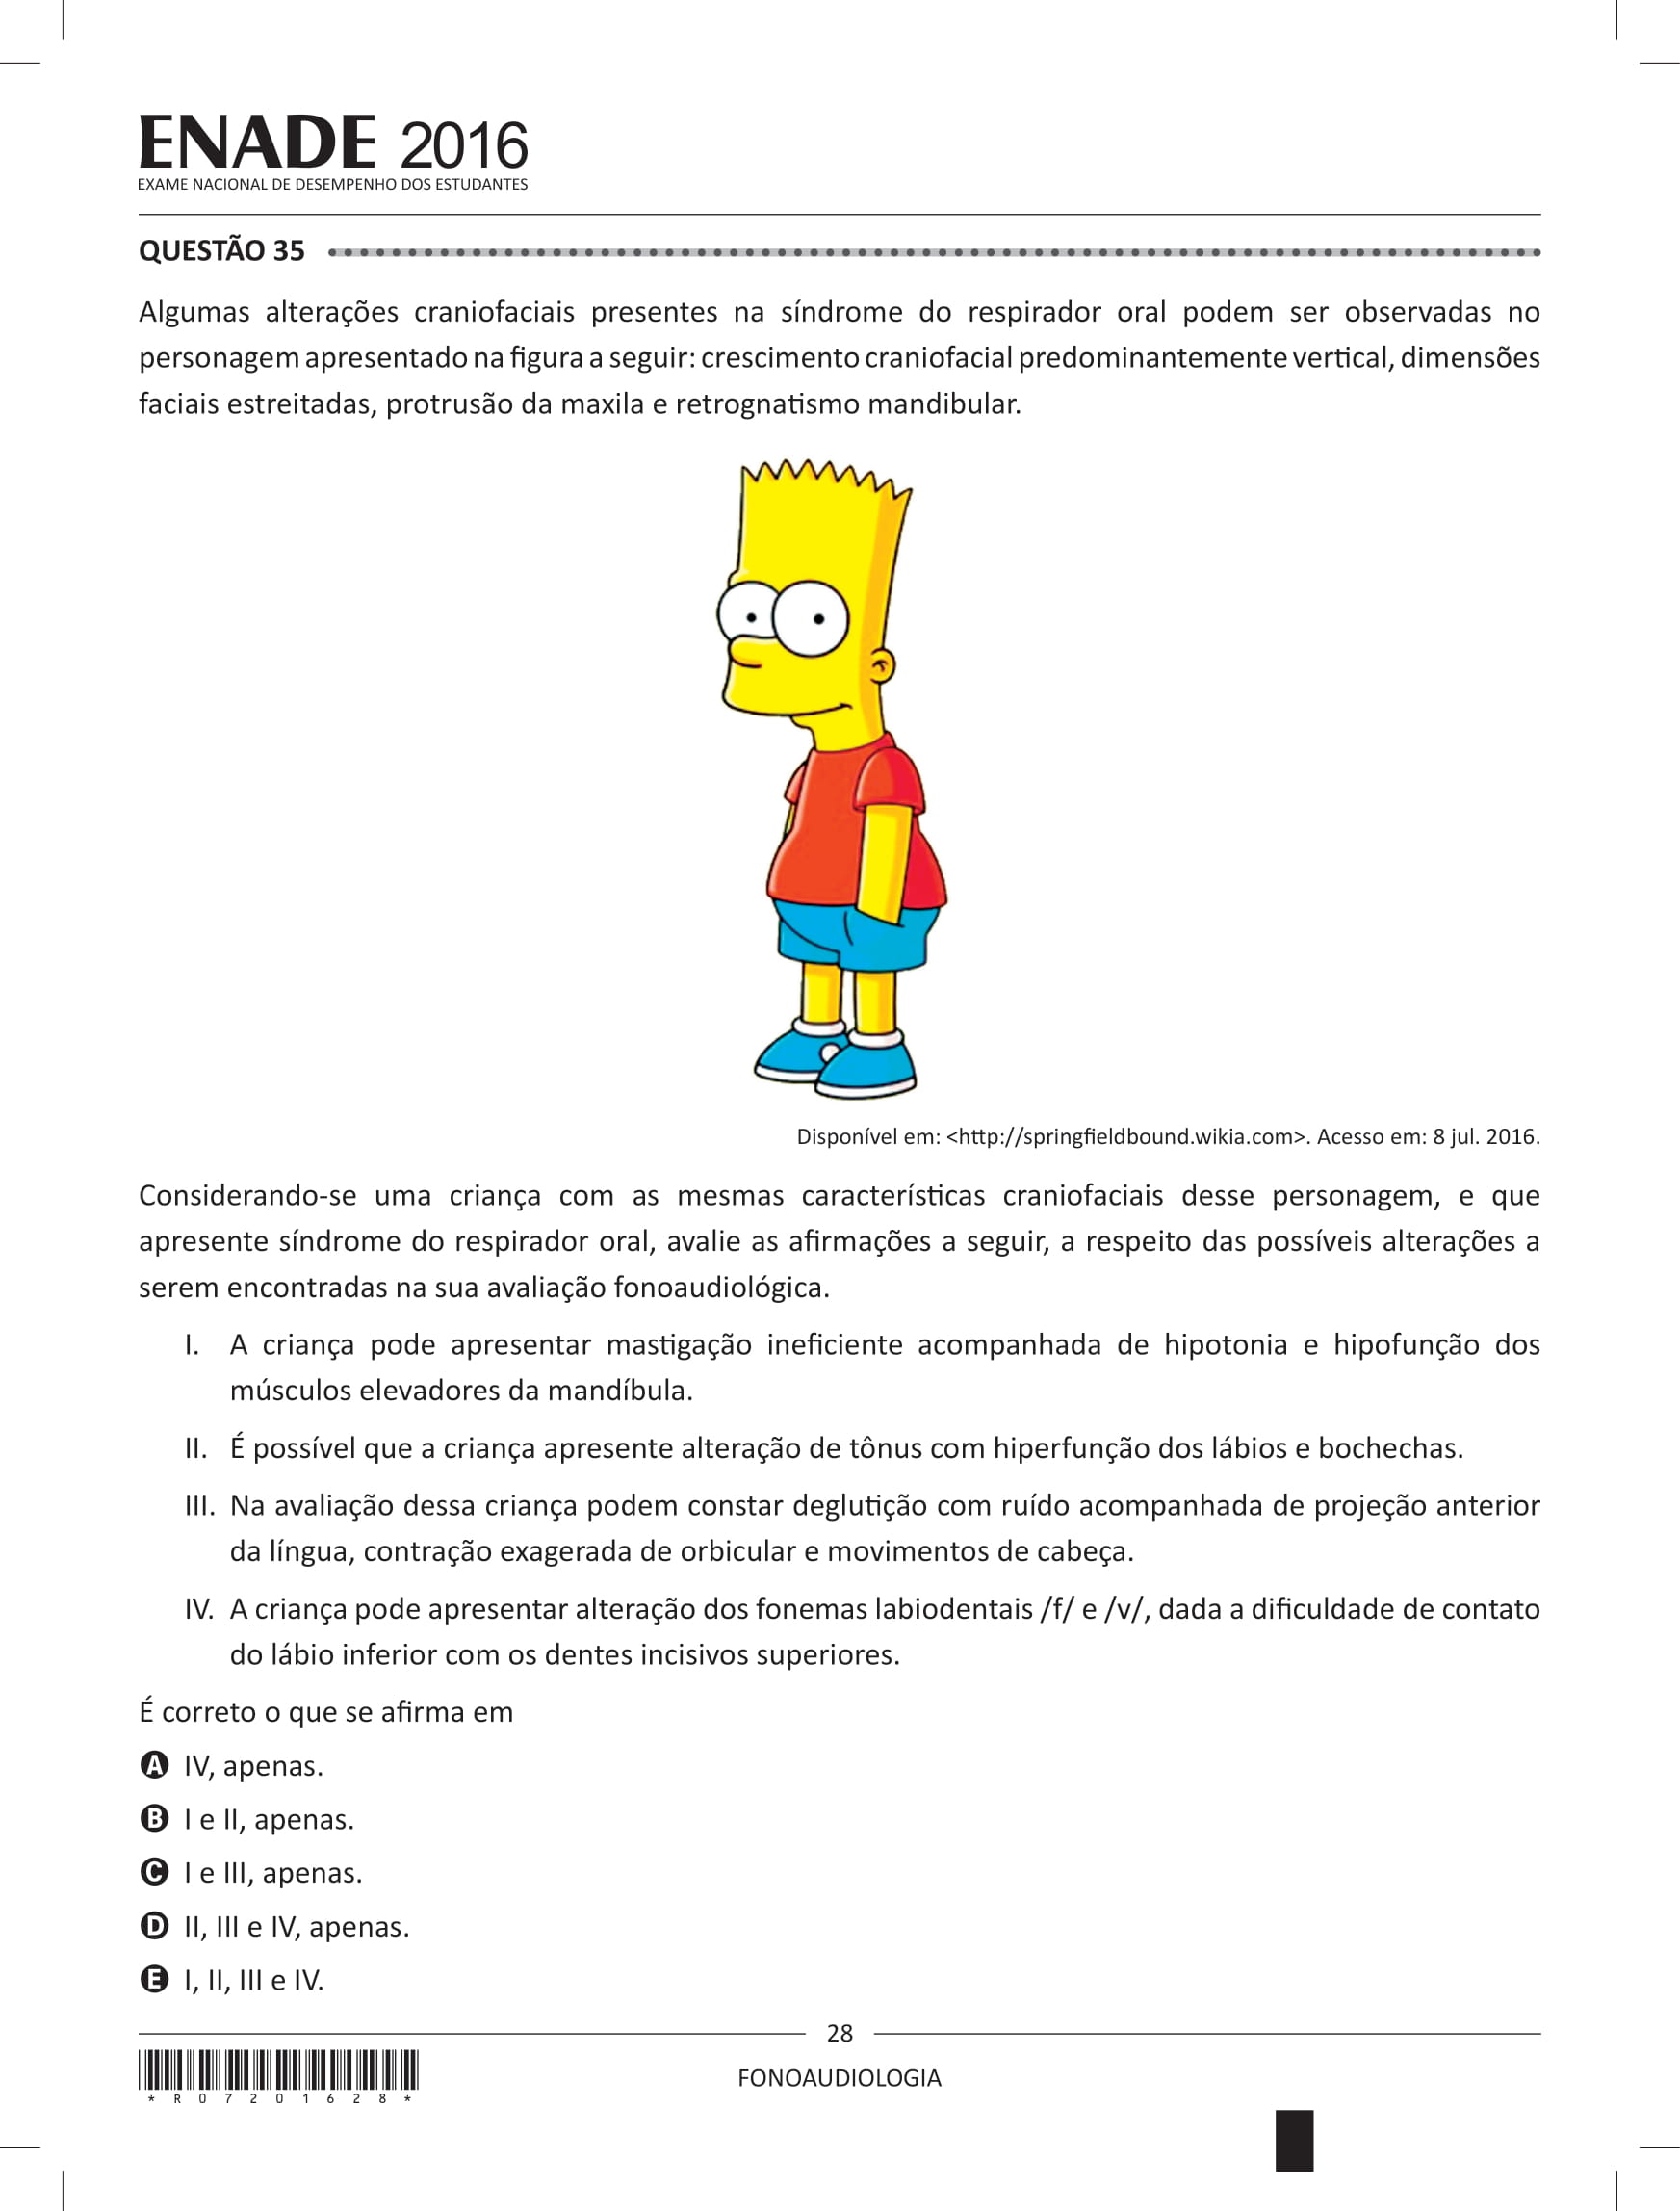 ENADE 2016
EXAME NACIONAL DE DESEMPENHO DOS ESTUDANTES
QUESTÃO 35
Algumas alterações craniofaciais presentes na síndrome do respirador oral podem ser observadas no
personagem apresentado na figura a seguir: crescimento craniofacial predominantemente vertical, dimensões
faciais estreitadas, protrusão da maxila e retrognatismo mandibular.
Disponível em: <http://springfieldbound.wikia.com>. Acesso em: 8 jul. 2016.
Considerando-se uma criança com as mesmas características craniofaciais desse personagem, e que
apresente síndrome do respirador oral, avalie as afirmações a seguir, a respeito das possíveis alterações a
serem encontradas na sua avaliação fonoaudiológica.
I. A criança pode apresentar mastigação ineficiente acompanhada de hipotonia e hipofunção dos
músculos elevadores da mandíbula.
II. É possível que a criança apresente alteração de tônus com hiperfunção dos lábios e bochechas.
III. Na avaliação dessa criança podem constar deglutição com ruído acompanhada de projeção anterior
da língua, contração exagerada de orbicular e movimentos de cabeça.
IV. A criança pode apresentar alteração dos fonemas labiodentais /f/ e /v/, dada a dificuldade de contato
do lábio inferior com os dentes incisivos superiores.
É correto o que se afirma em
A IV, apenas.
B I e II, apenas.
C I e III, apenas.
D II, III e IV, apenas.
E I, II, III e IV.
28
FONOAUDIOLOGIA
* R 0 7 2 0 1 6 2 8 *